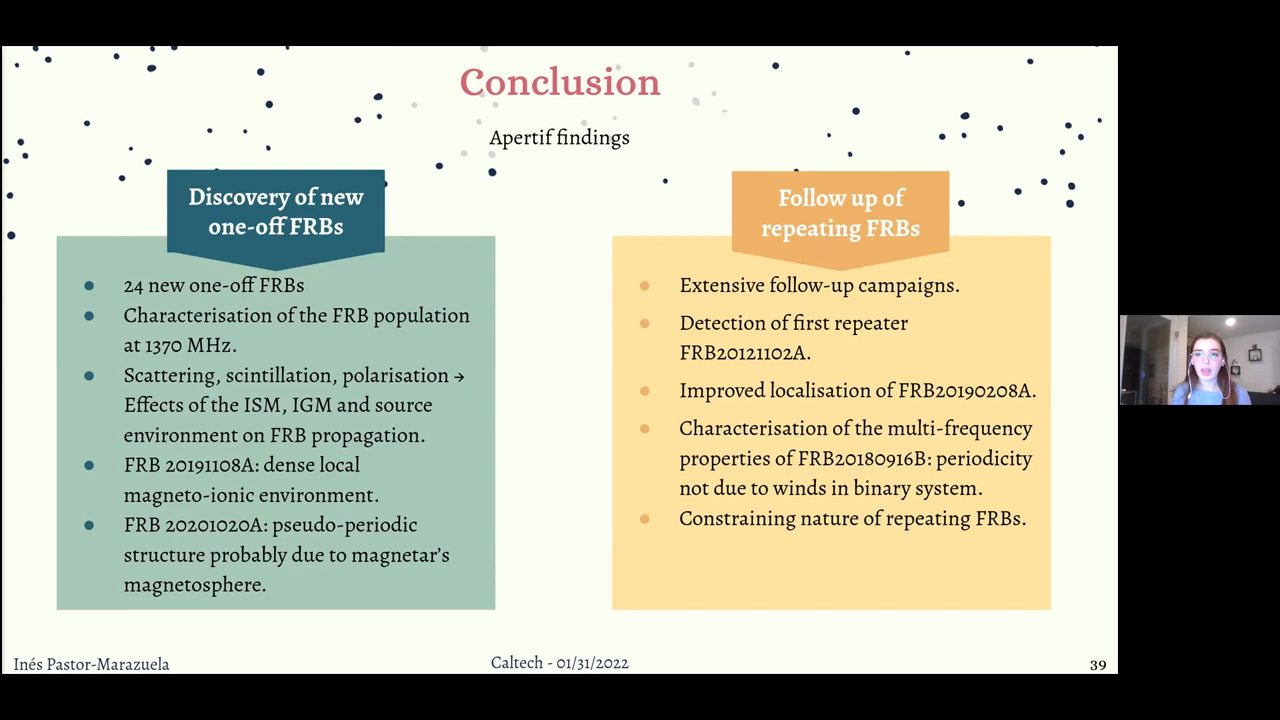 Conclusion
Apertif findings
Discovery of new
one-off FRBs
● 24 new one-off FRBs
● Characterisation of the FRB population
at 1370 MHz.
● Scattering, scintillation, polarisation →
Effects of the ISM, IGM and source
environment on FRB propagation.
● FRB 20191108A: dense local
magneto-ionic environment.
● FRB 20201020A: pseudo-periodic
structure probably due to magnetar’s
magnetosphere.
Follow up of
repeating FRBs
● Extensive follow-up campaigns.
● Detection of first repeater
FRB20121102A.
● Improved localisation of FRB20190208A.
● Characterisation of the multi-frequency
properties of FRB20180916B: periodicity
not due to winds in binary system.
● Constraining nature of repeating FRBs.
Inés Pastor-Marazuela
Caltech - 01/31/2022
39